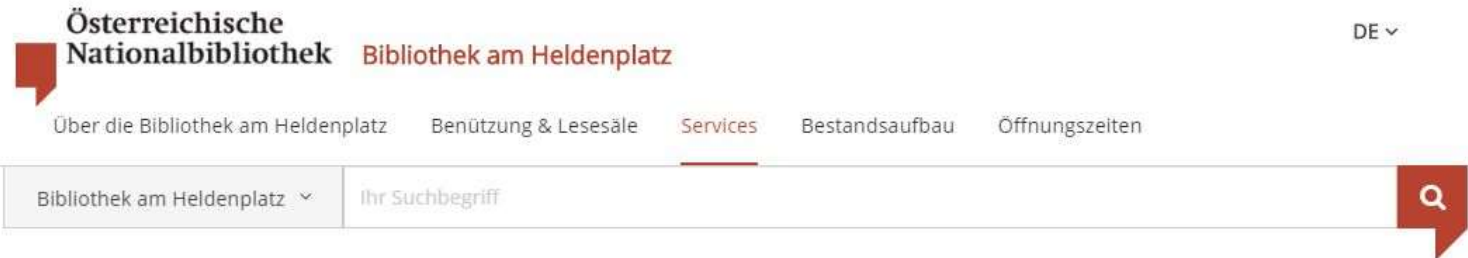 Österreichische
Nationalbibliothek Bibliothek am Heldenplatz
DE
Über die Bibliothek am Heldenplatz Benützung & Lesesäle Services Bestandsaufbau Öffnungszeiten
Bibliothek am Heldenplatz Ihr Suchbegriff